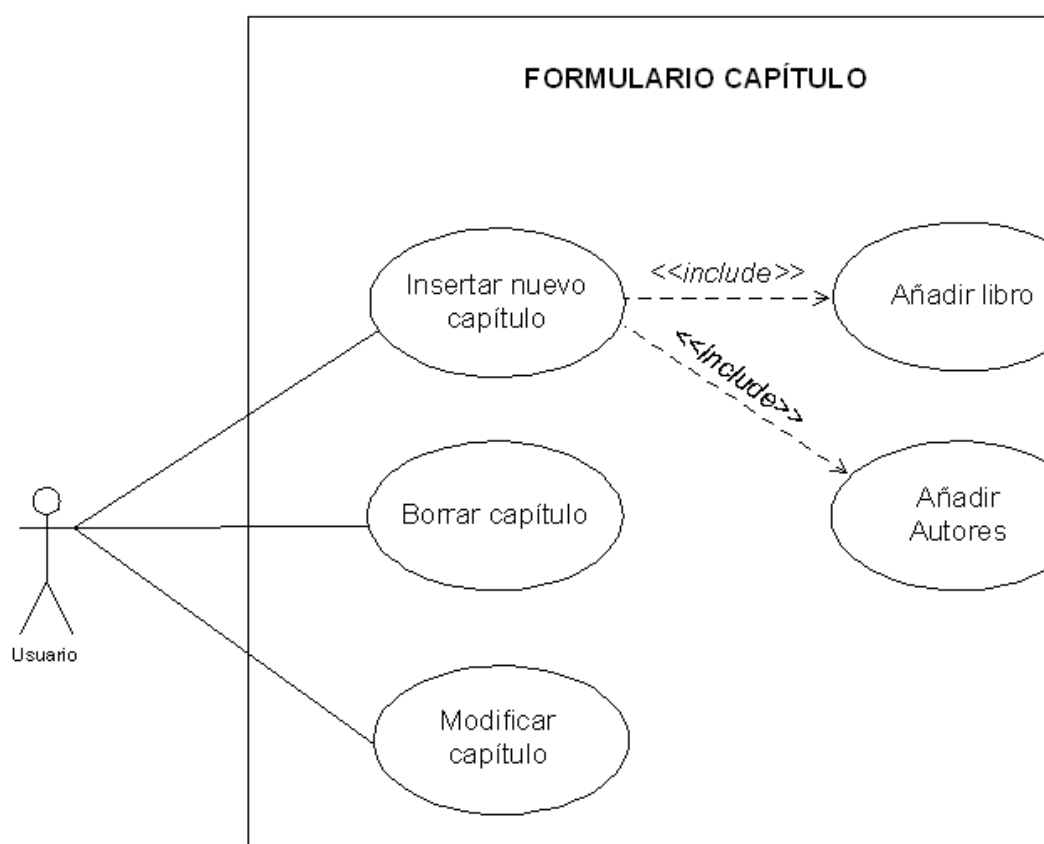 FORMULARIO CAPÍTULO
Insertar nuevo
capítulo
<<include>>
Añadir libro
<<include>>
Añadir
Autores
Borrar capítulo
Usuario
Modificar
capítulo